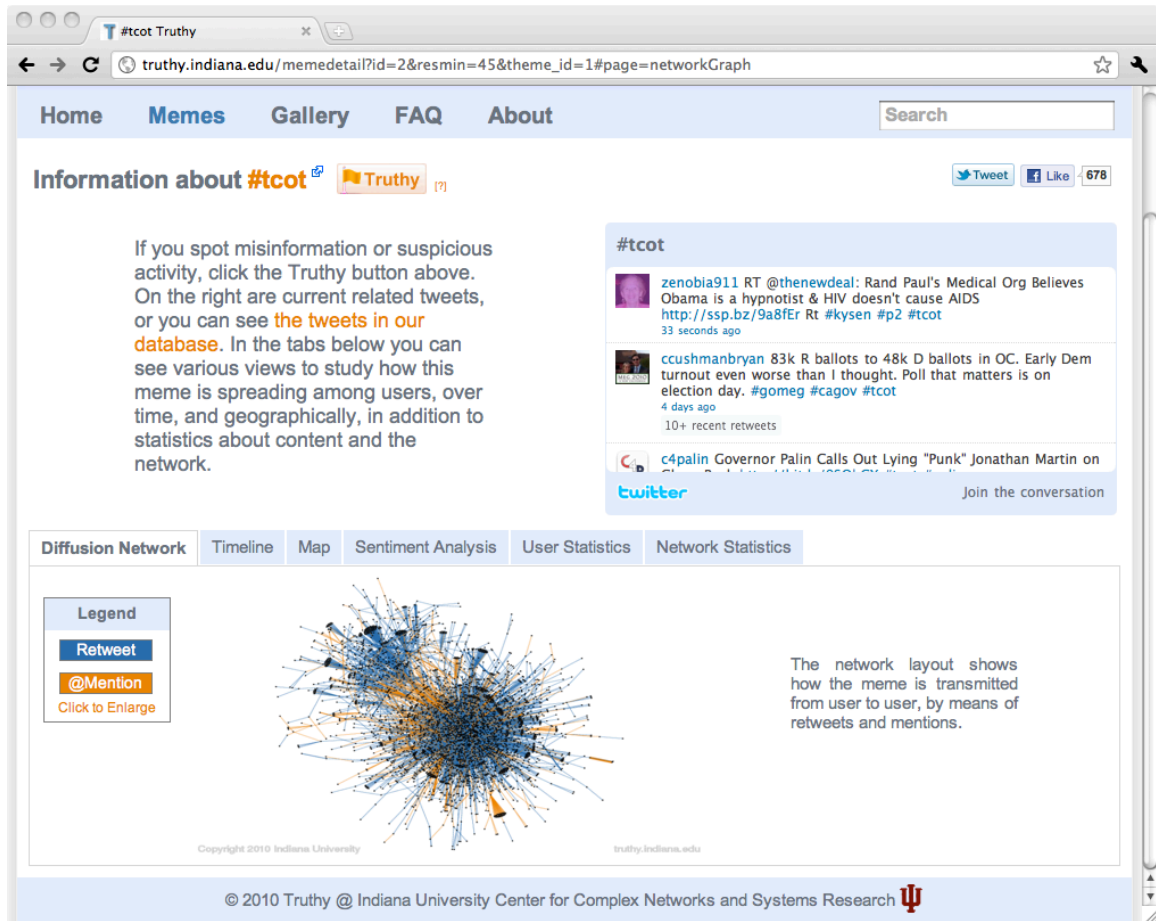 #tcot Truthy
truthy.indiana.edu/memedetail?id=2&resmin=45&theme_id=1#page=networkGraph
Home Memes Gallery FAQ About Search
Information about #tcot Truthy [?]
Tweet Like 678
If you spot misinformation or suspicious
activity, click the Truthy button above.
On the right are current related tweets,
or you can see the tweets in our
database. In the tabs below you can
see various views to study how this
meme is spreading among users, over
time, and geographically, in addition to
statistics about content and the
network.
#tcot
zenobia911 RT @thenewdeal: Rand Paul's Medical Org Believes
Obama is a hypnotist & HIV doesn't cause AIDS
http://ssp.bz/9a8fEr Rt #kysen #p2 #tcot
33 seconds ago
ccushmanbryan 83k R ballots to 48k D ballots in OC. Early Dem
turnout even worse than I thought. Poll that matters is on
election day. #gomeg #cagov #tcot
4 days ago
10+ recent retweets
c4palin Governor Palin Calls Out Lying "Punk" Jonathan Martin on
twitter Join the conversation
Diffusion Network Timeline Map Sentiment Analysis User Statistics Network Statistics
Legend
Retweet
@Mention
Click to Enlarge
The network layout shows
how the meme is transmitted
from user to user, by means of
retweets and mentions.
Copyright 2010 Indiana University truthy.indiana.edu
© 2010 Truthy @ Indiana University Center for Complex Networks and Systems Research